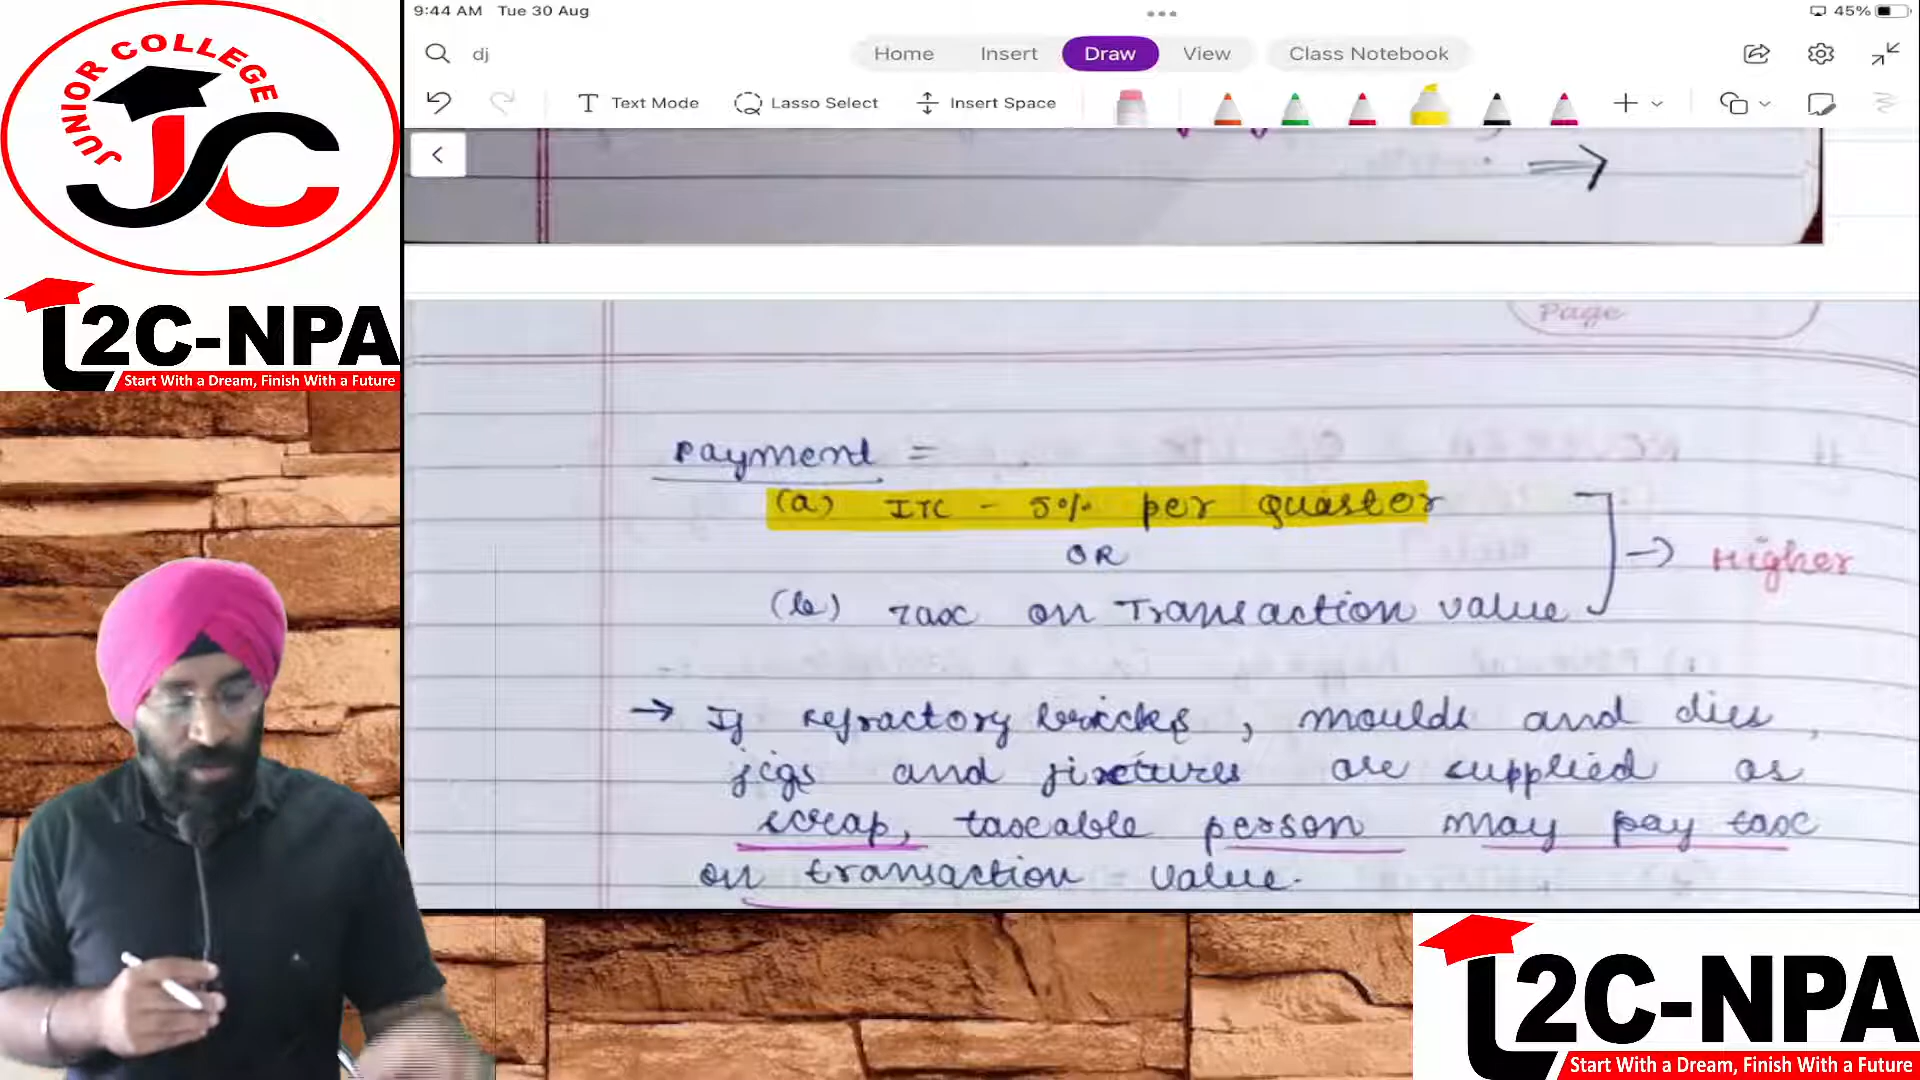 9:44 AM Tue 30 Aug
45%
dj
Home Insert Draw View Class Notebook
Text Mode Lasso Select Insert Space
JUNIOR COLLEGE
JC
L2C-NPA
Start With a Dream, Finish With a Future
Page
Payment =
(a) ITC - 5% per quarter
OR
(b) Tax on Transaction value
→ Higher
→ If refractory bricks, moulds and dies,
jigs and fixtures are supplied as
scrap, taxable person may pay tax
on transaction value.
L2C-NPA
Start With a Dream, Finish With a Future